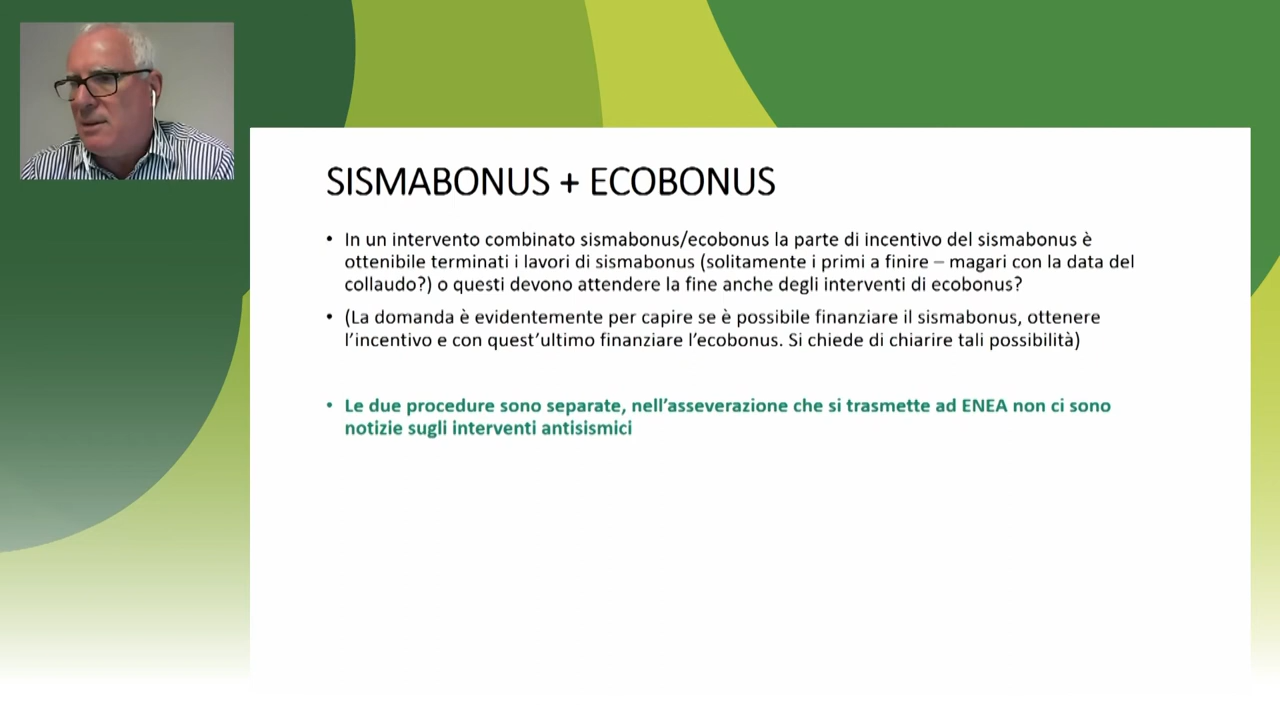 SISMABONUS + ECOBONUS
• In un intervento combinato sismabonus/ecobonus la parte di incentivo del sismabonus è
ottenibile terminati i lavori di sismabonus (solitamente i primi a finire – magari con la data del
collaudo?) o questi devono attendere la fine anche degli interventi di ecobonus?
• (La domanda è evidentemente per capire se è possibile finanziare il sismabonus, ottenere
l’incentivo e con quest’ultimo finanziare l’ecobonus. Si chiede di chiarire tali possibilità)
• Le due procedure sono separate, nell’asseverazione che si trasmette ad ENEA non ci sono
notizie sugli interventi antisismici